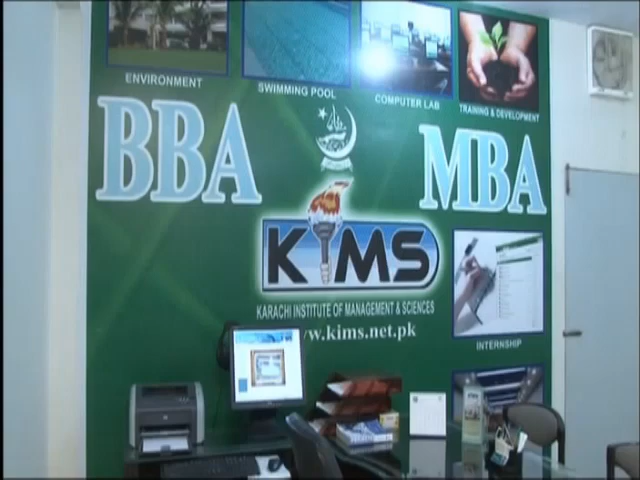 ENVIRONMENT
SWIMMING POOL
COMPUTER LAB
TRAINING & DEVELOPMENT
BBA
MBA
KIMS
KARACHI INSTITUTE OF MANAGEMENT & SCIENCES
www.kims.net.pk
INTERNSHIP